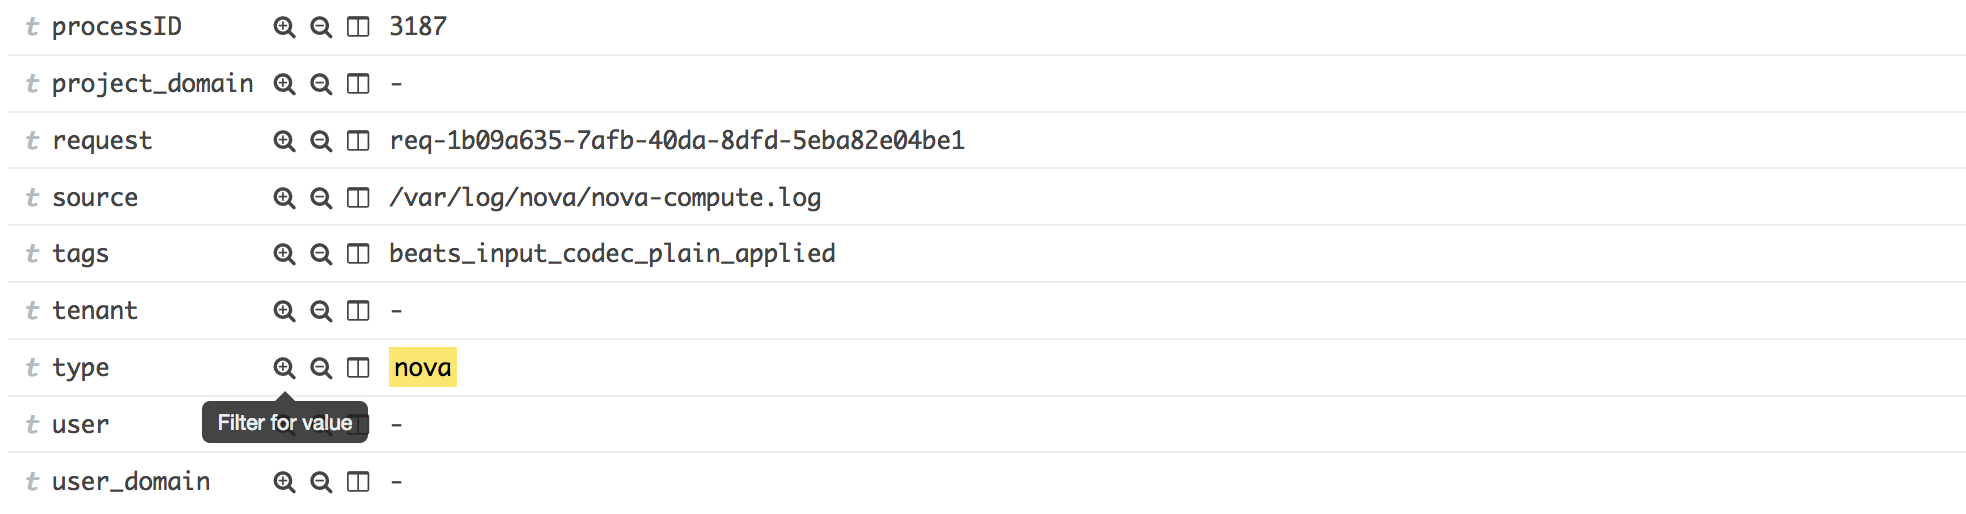 t processID 3187
t project_domain -
t request req-1b09a635-7afb-40da-8dfd-5eba82e04be1
t source /var/log/nova/nova-compute.log
t tags beats_input_codec_plain_applied
t tenant -
t type nova
Filter for value
t user -
t user_domain -